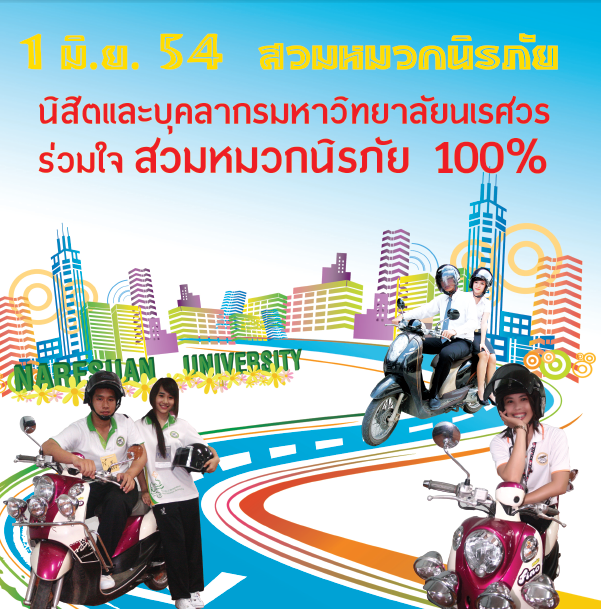 1 มิ.ย. 54 สวมหมวกนิรภัย
นิสิตและบุคลากรมหาวิทยาลัยนเรศวร
ร่วมใจ สวมหมวกนิรภัย 100%
NARESUAN UNIVERSITY
Fino